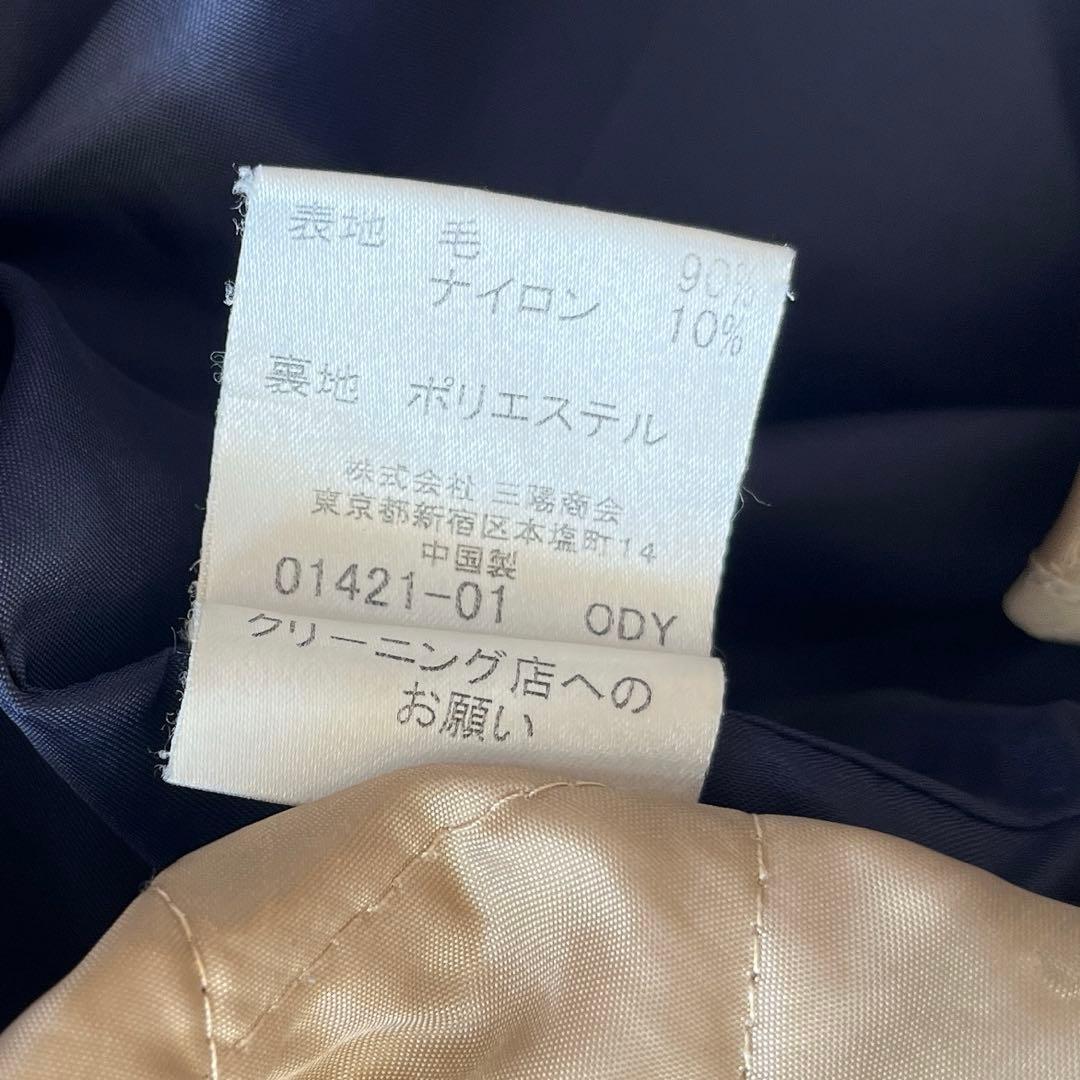 表地 毛 90%
ナイロン 10%
裏地 ポリエステル
株式会社 三陽商会
東京都新宿区本塩町14
中国製
01421-01 ODY
クリーニング店への
お願い